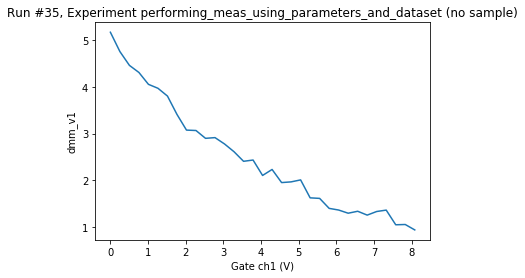 Run #35, Experiment performing_meas_using_parameters_and_dataset (no sample)
5
4
3
2
1
dmm_v1
0 1 2 3 4 5 6 7 8
Gate ch1 (V)